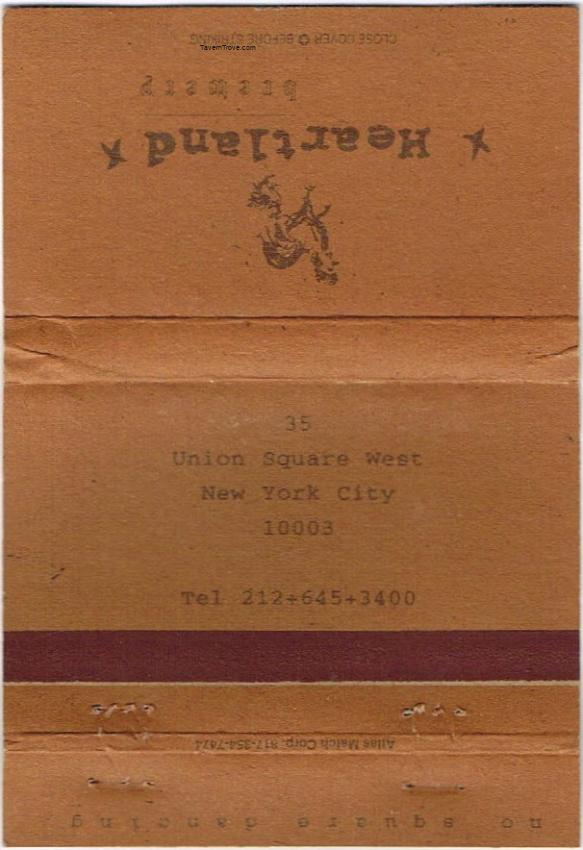 CLOSE COVER BEFORE STRIKING
TavernTrove.com
brewery
Heartland
35
Union Square West
New York City
10003
Tel 212+645+3400
Atlas Match Corp. 817-354-7474
no square dancing